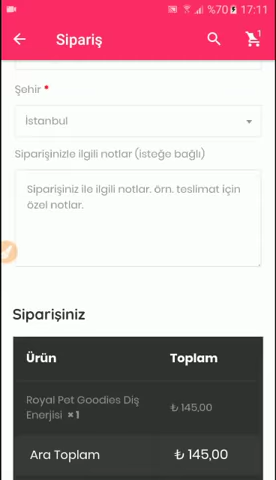 %70 17:11
Sipariş
1
Şehir *
İstanbul
Siparişinizle ilgili notlar (isteğe bağlı)
Siparişiniz ile ilgili notlar. örn. teslimat için
özel notlar.
Siparişiniz
Ürün Toplam
Royal Pet Goodies Diş
Enerjisi × 1 ₺ 145,00
Ara Toplam ₺ 145,00